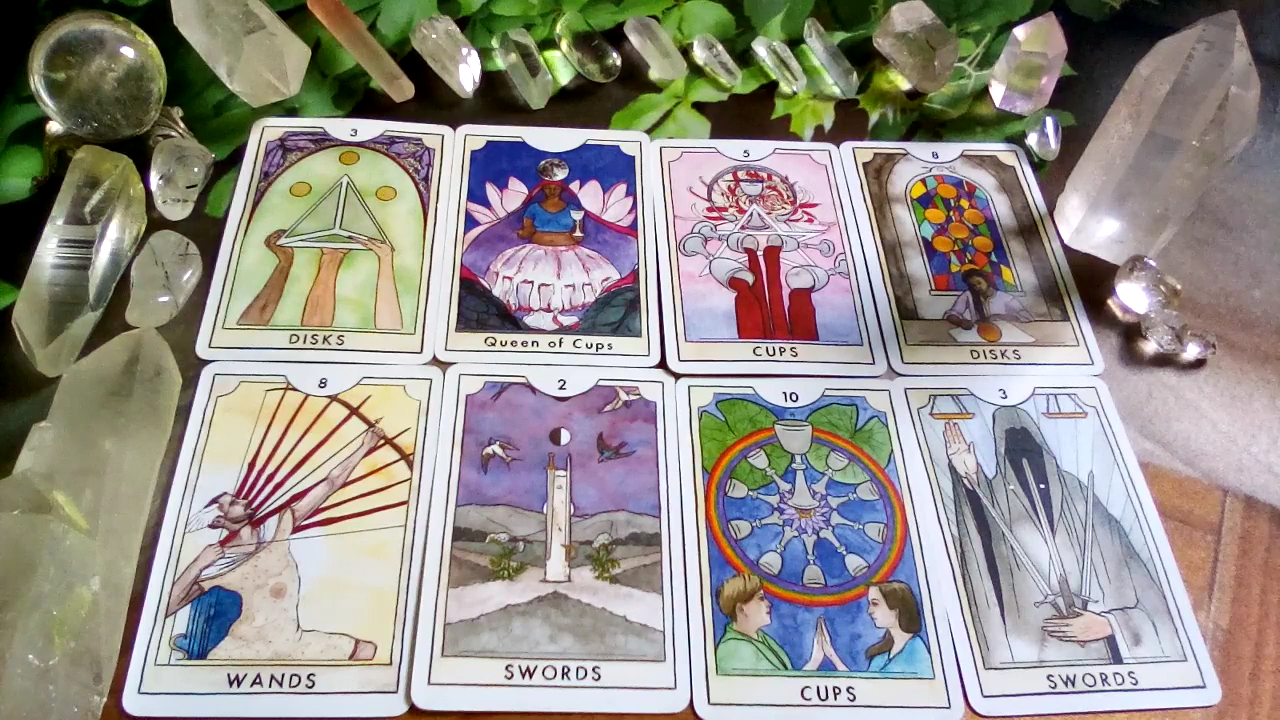 3
DISKS
Queen of Cups
5
CUPS
8
DISKS
8
WANDS
2
SWORDS
10
CUPS
3
SWORDS